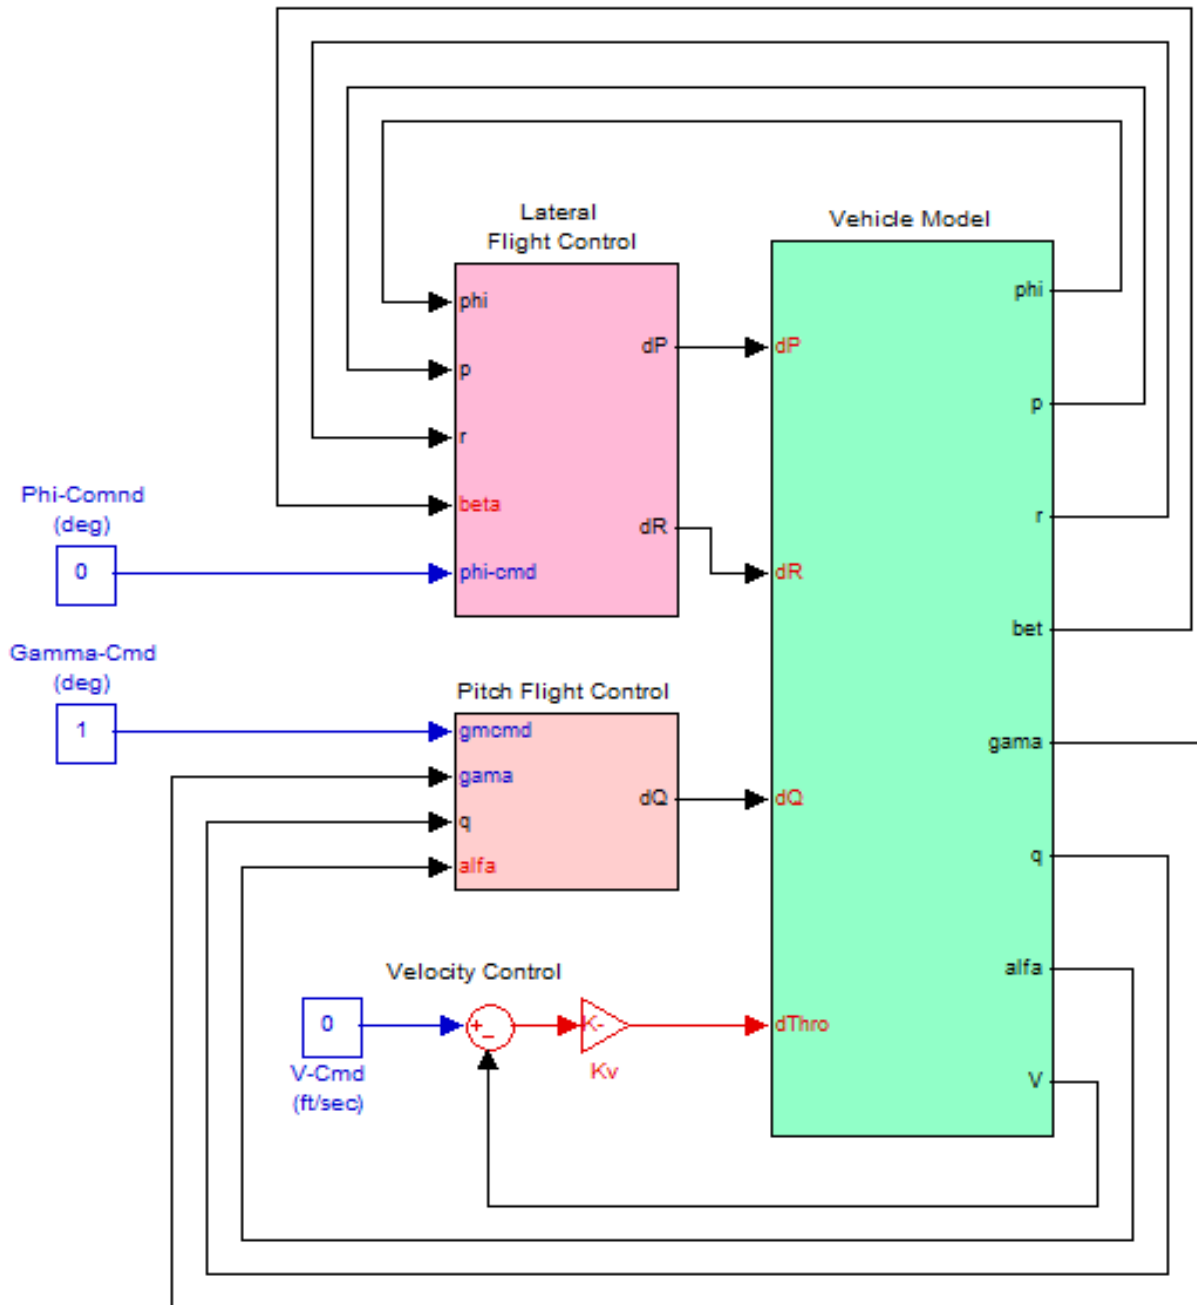 Lateral
Flight Control
Vehicle Model
phi
p
r
beta
phi-cmd
dP
dR
dP
dR
dQ
dThro
phi
p
r
bet
gama
q
alfa
V
Phi-Comnd
(deg)
0
Gamma-Cmd
(deg)
1
Pitch Flight Control
gmcmd
gama
q
alfa
dQ
Velocity Control
0
V-Cmd
(ft/sec)
+
−
K-
Kv